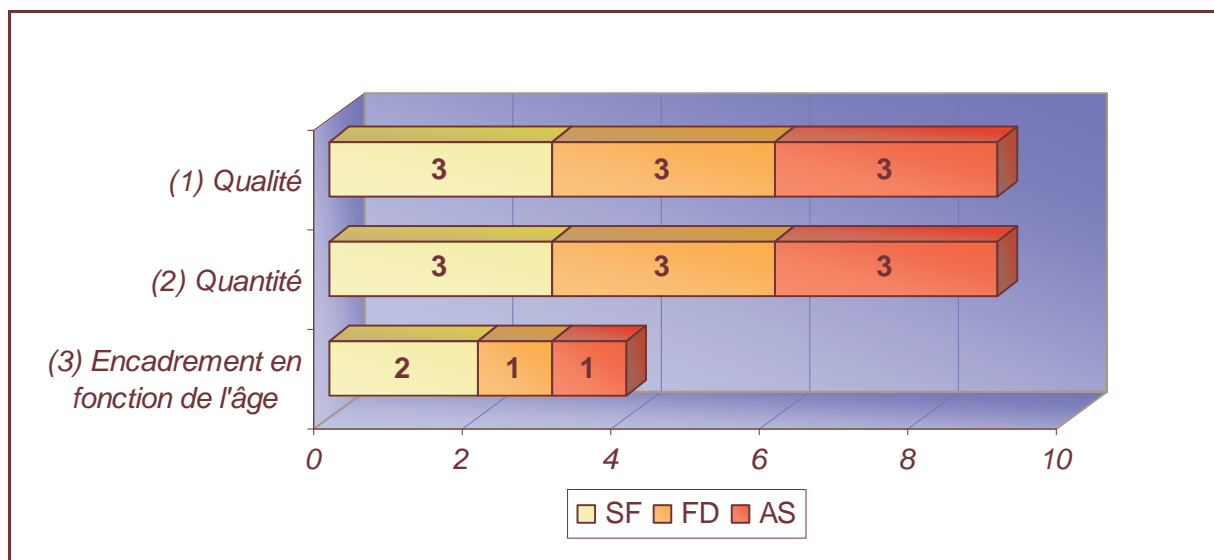 (1) Qualité
3 3 3
(2) Quantité
3 3 3
(3) Encadrement en
fonction de l'âge
2 1 1
0 2 4 6 8 10
SF FD AS